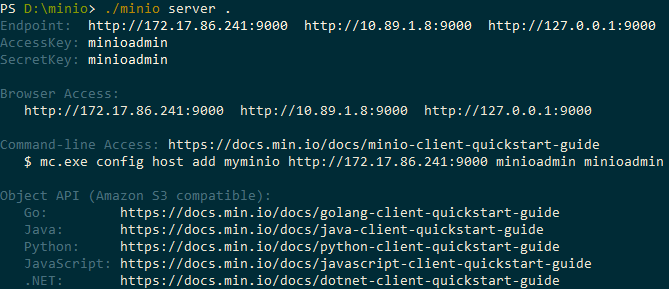 PS D:\minio> ./minio server .
Endpoint:  http://172.17.86.241:9000  http://10.89.1.8:9000  http://127.0.0.1:9000
AccessKey: minioadmin
SecretKey: minioadmin
Browser Access:
   http://172.17.86.241:9000  http://10.89.1.8:9000  http://127.0.0.1:9000
Command-line Access: https://docs.min.io/docs/minio-client-quickstart-guide
   $ mc.exe config host add myminio http://172.17.86.241:9000 minioadmin minioadmin
Object API (Amazon S3 compatible):
   Go:         https://docs.min.io/docs/golang-client-quickstart-guide
   Java:       https://docs.min.io/docs/java-client-quickstart-guide
   Python:     https://docs.min.io/docs/python-client-quickstart-guide
   JavaScript: https://docs.min.io/docs/javascript-client-quickstart-guide
   .NET:       https://docs.min.io/docs/dotnet-client-quickstart-guide